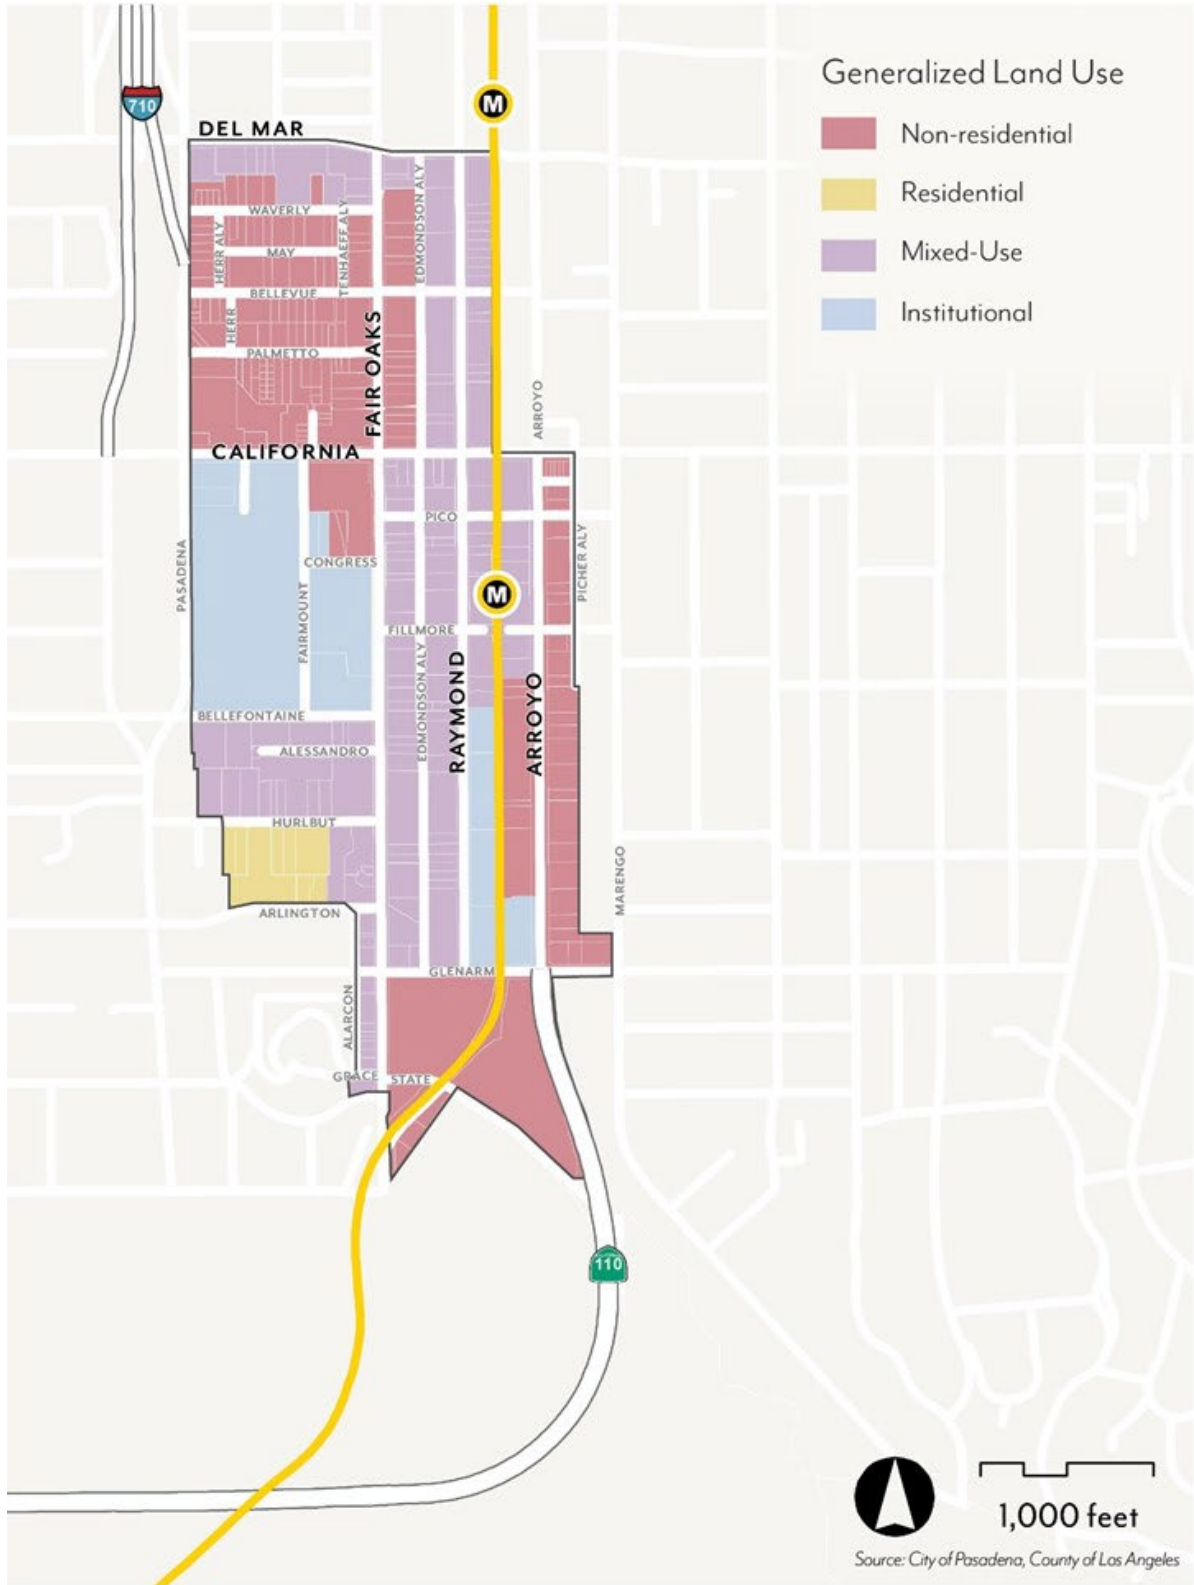 710
M
DEL MAR
Generalized Land Use
Non-residential
Residential
Mixed-Use
Institutional
WAVERLY
HERR ALY
MAY
TENHAEFF ALY
EDMONDSON ALY
BELLEVUE
HERR
PALMETTO
FAIR OAKS
ARROYO
CALIFORNIA
PICO
PASADENA
CONGRESS
PICHER ALY
FAIRMOUNT
M
FILLMORE
EDMONDSON ALY
RAYMOND
ARROYO
BELLEFONTAINE
ALESSANDRO
HURLBUT
MARENGO
ARLINGTON
GLENARM
ALARCON
GRACE
STATE
110
1,000 feet
Source: City of Pasadena, County of Los Angeles